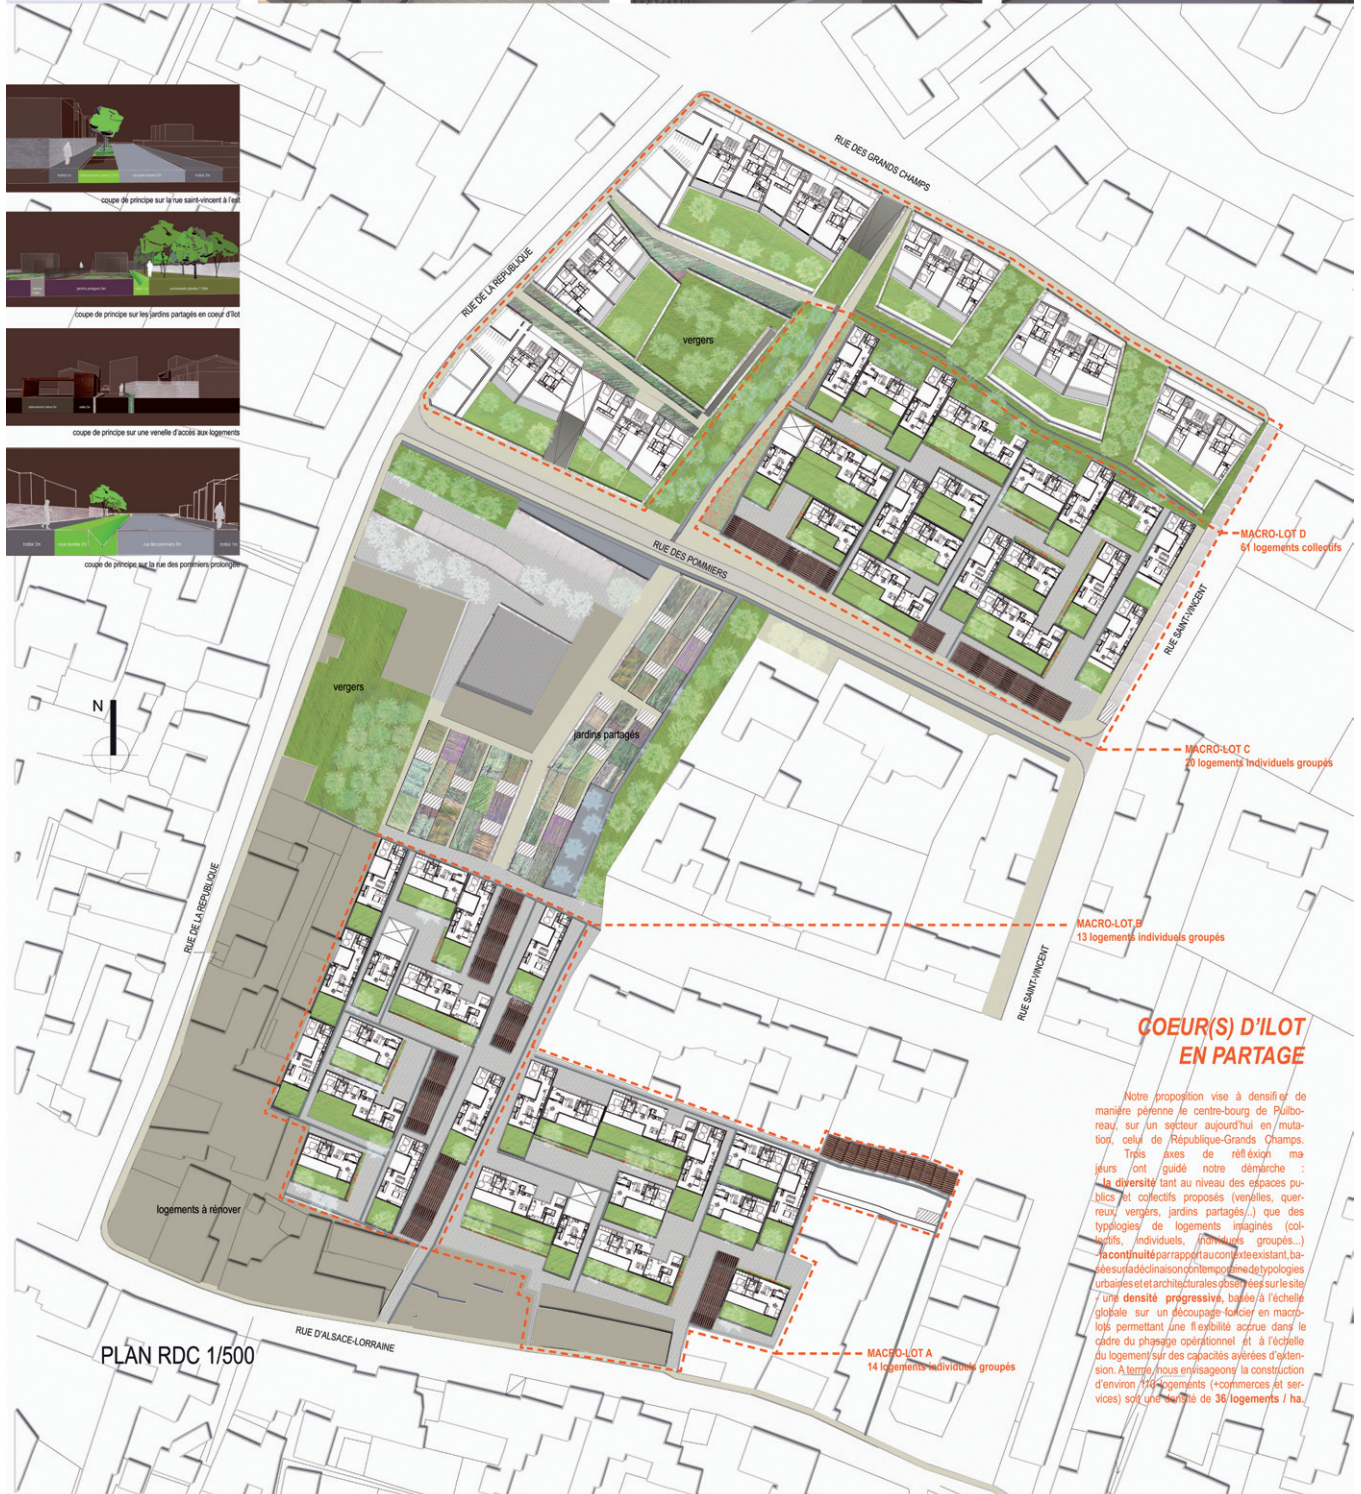 coupe de principe sur la rue saint-vincent à l'est
coupe de principe sur les jardins partagés en coeur d'îlot
coupe de principe sur une venelle d'accès aux logements
trottoir 2m
rue des pommiers 5m
trottoir 1m
coupe de principe sur la rue des pommiers prolongée
RUE DES GRANDS CHAMPS
RUE DE LA REPUBLIQUE
vergers
RUE DES POMMIERS
MACRO-LOT D
61 logements collectifs
RUE SAINT-VINCENT
vergers
N
jardins partagés
MACRO-LOT C
20 logements individuels groupés
RUE DE LA REPUBLIQUE
MACRO-LOT B
13 logements individuels groupés
RUE SAINT-VINCENT
logements à rénover
RUE D'ALSACE-LORRAINE
PLAN RDC 1/500
MACRO-LOT A
14 logements individuels groupés
COEUR(S) D'ILOT
EN PARTAGE
Notre proposition vise à densifier de
manière pérenne le centre-bourg de Puilbo-
reau, sur un secteur aujourd'hui en muta-
tion, celui de République-Grands Champs.
Trois axes de réfléxion ma-
jeurs ont guidé notre démarche :
- la diversité tant au niveau des espaces pu-
blics et collectifs proposés (venelles, quer-
reux, vergers, jardins partagés...) que des
typologies de logements imaginés (col-
lectifs, individuels, individuels groupés...)
- la continuité par rapport au contexte existant, ba-
sée sur la déclinaison contemporaine de typologies
urbaines et et architecturales observées sur le site
- une densité progressive, basée à l'échelle
globale sur un découpage foncier en macro-
lots permettant une flexibilité accrue dans le
cadre du phasage opérationnel et à l'échelle
du logement sur des capacités avérées d'exten-
sion. A terme, nous envisageons la construction
d'environ logements (+commerces et ser-
vices) soit une densité de 36 logements / ha.